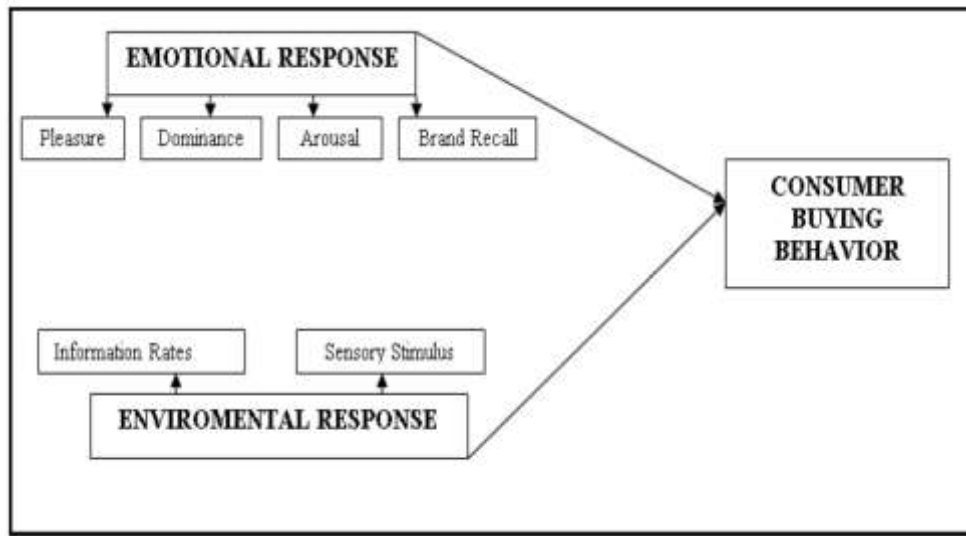 EMOTIONAL RESPONSE
Pleasure
Dominance
Arousal
Brand Recall
CONSUMER
BUYING
BEHAVIOR
Information Rates
Sensory Stimulus
ENVIROMENTAL RESPONSE